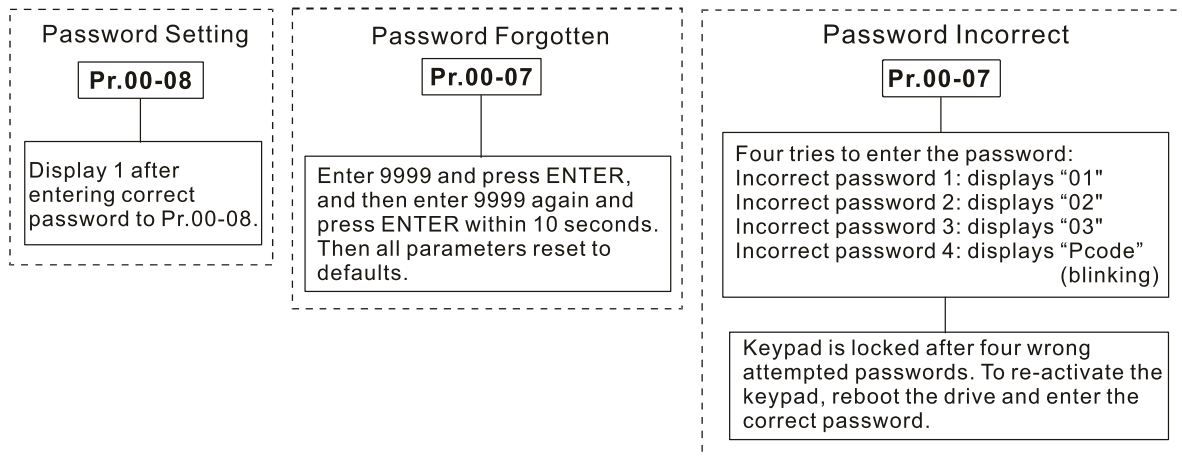 Password Setting
Pr.00-08
Display 1 after
entering correct
password to Pr.00-08.
Password Forgotten
Pr.00-07
Enter 9999 and press ENTER,
and then enter 9999 again and
press ENTER within 10 seconds.
Then all parameters reset to
defaults.
Password Incorrect
Pr.00-07
Four tries to enter the password:
Incorrect password 1: displays “01"
Incorrect password 2: displays “02"
Incorrect password 3: displays “03"
Incorrect password 4: displays “Pcode”
(blinking)
Keypad is locked after four wrong
attempted passwords. To re-activate the
keypad, reboot the drive and enter the
correct password.